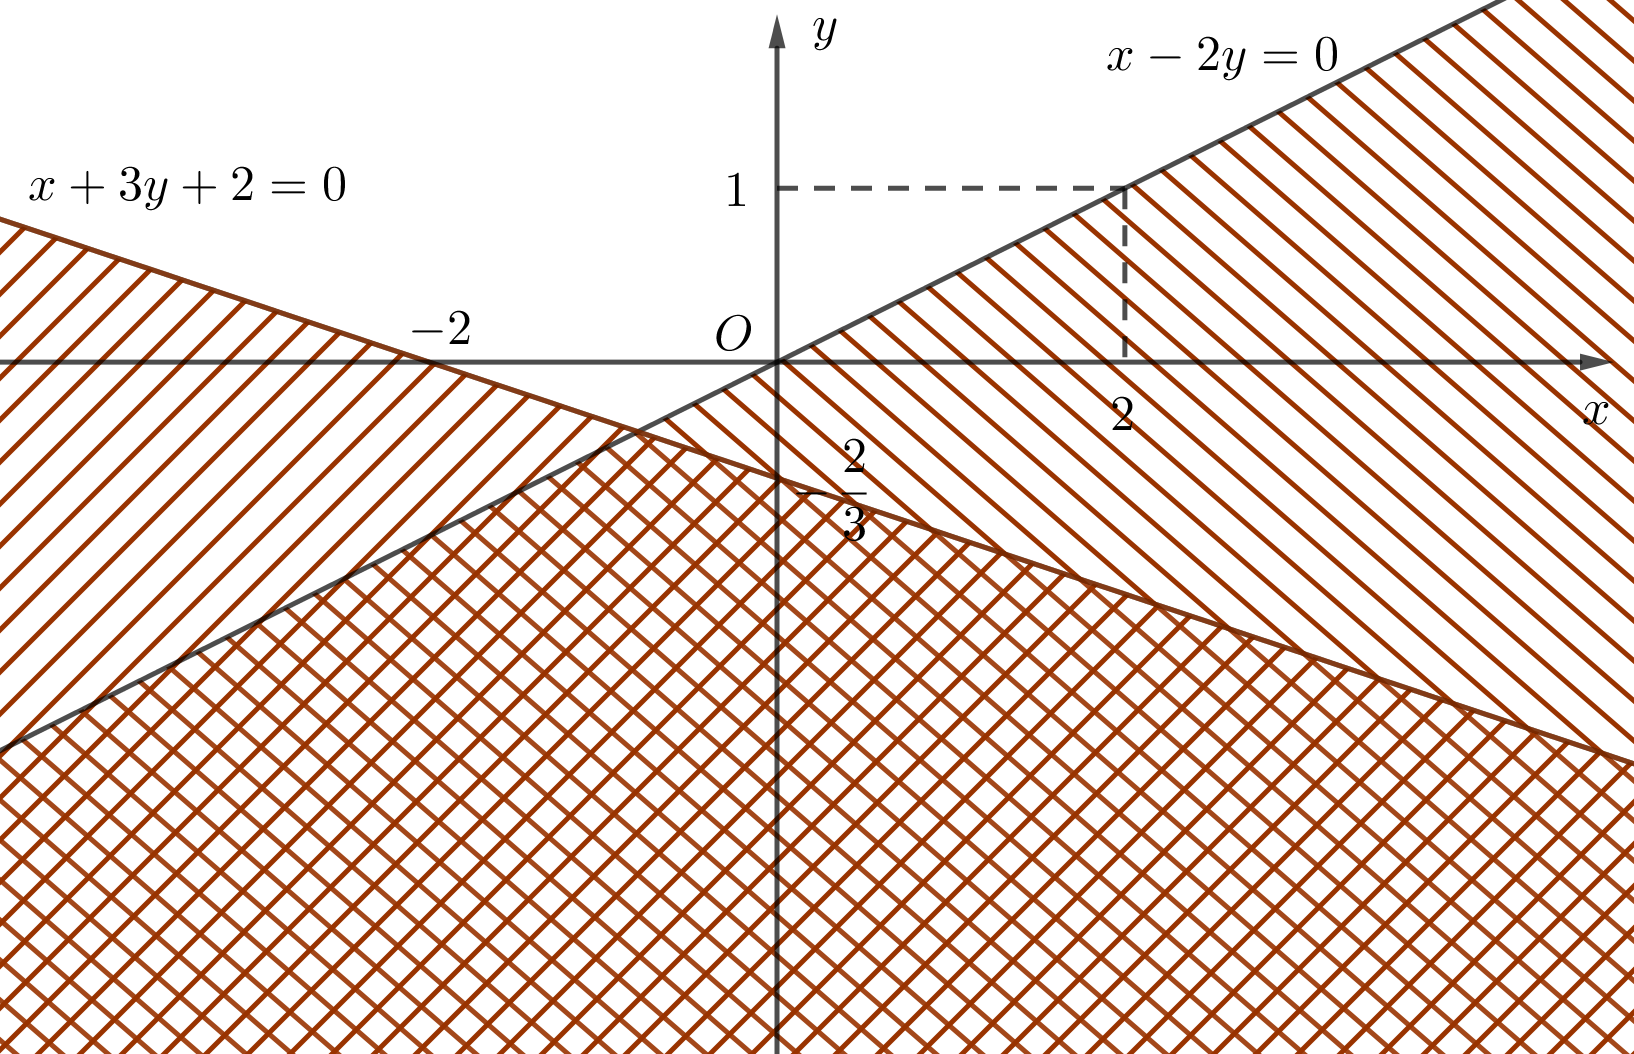 y
x − 2y = 0
x + 3y + 2 = 0
1
−2
O
2
x
−2/3